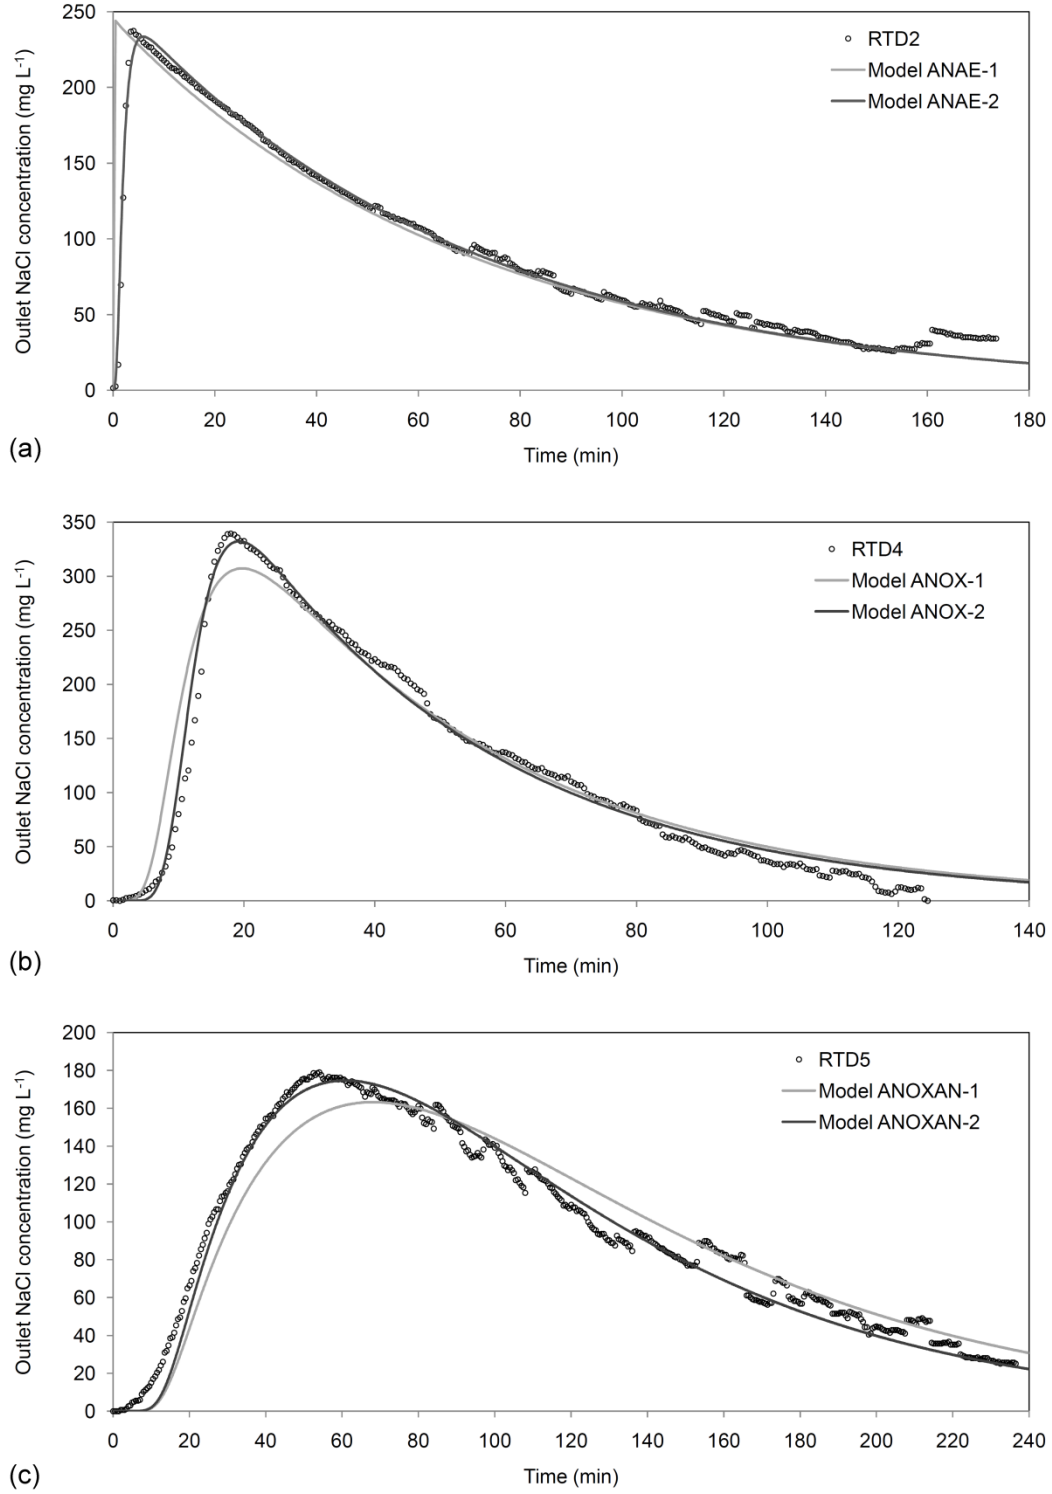 250
200
150
100
50
0
Outlet NaCl concentration (mg L⁻¹)
RTD2
Model ANAE-1
Model ANAE-2
0 20 40 60 80 100 120 140 160 180
Time (min)
(a)
350
300
250
200
150
100
50
0
Outlet NaCl concentration (mg L⁻¹)
RTD4
Model ANOX-1
Model ANOX-2
0 20 40 60 80 100 120 140
Time (min)
(b)
200
180
160
140
120
100
80
60
40
20
0
Outlet NaCl concentration (mg L⁻¹)
RTD5
Model ANOXAN-1
Model ANOXAN-2
0 20 40 60 80 100 120 140 160 180 200 220 240
Time (min)
(c)